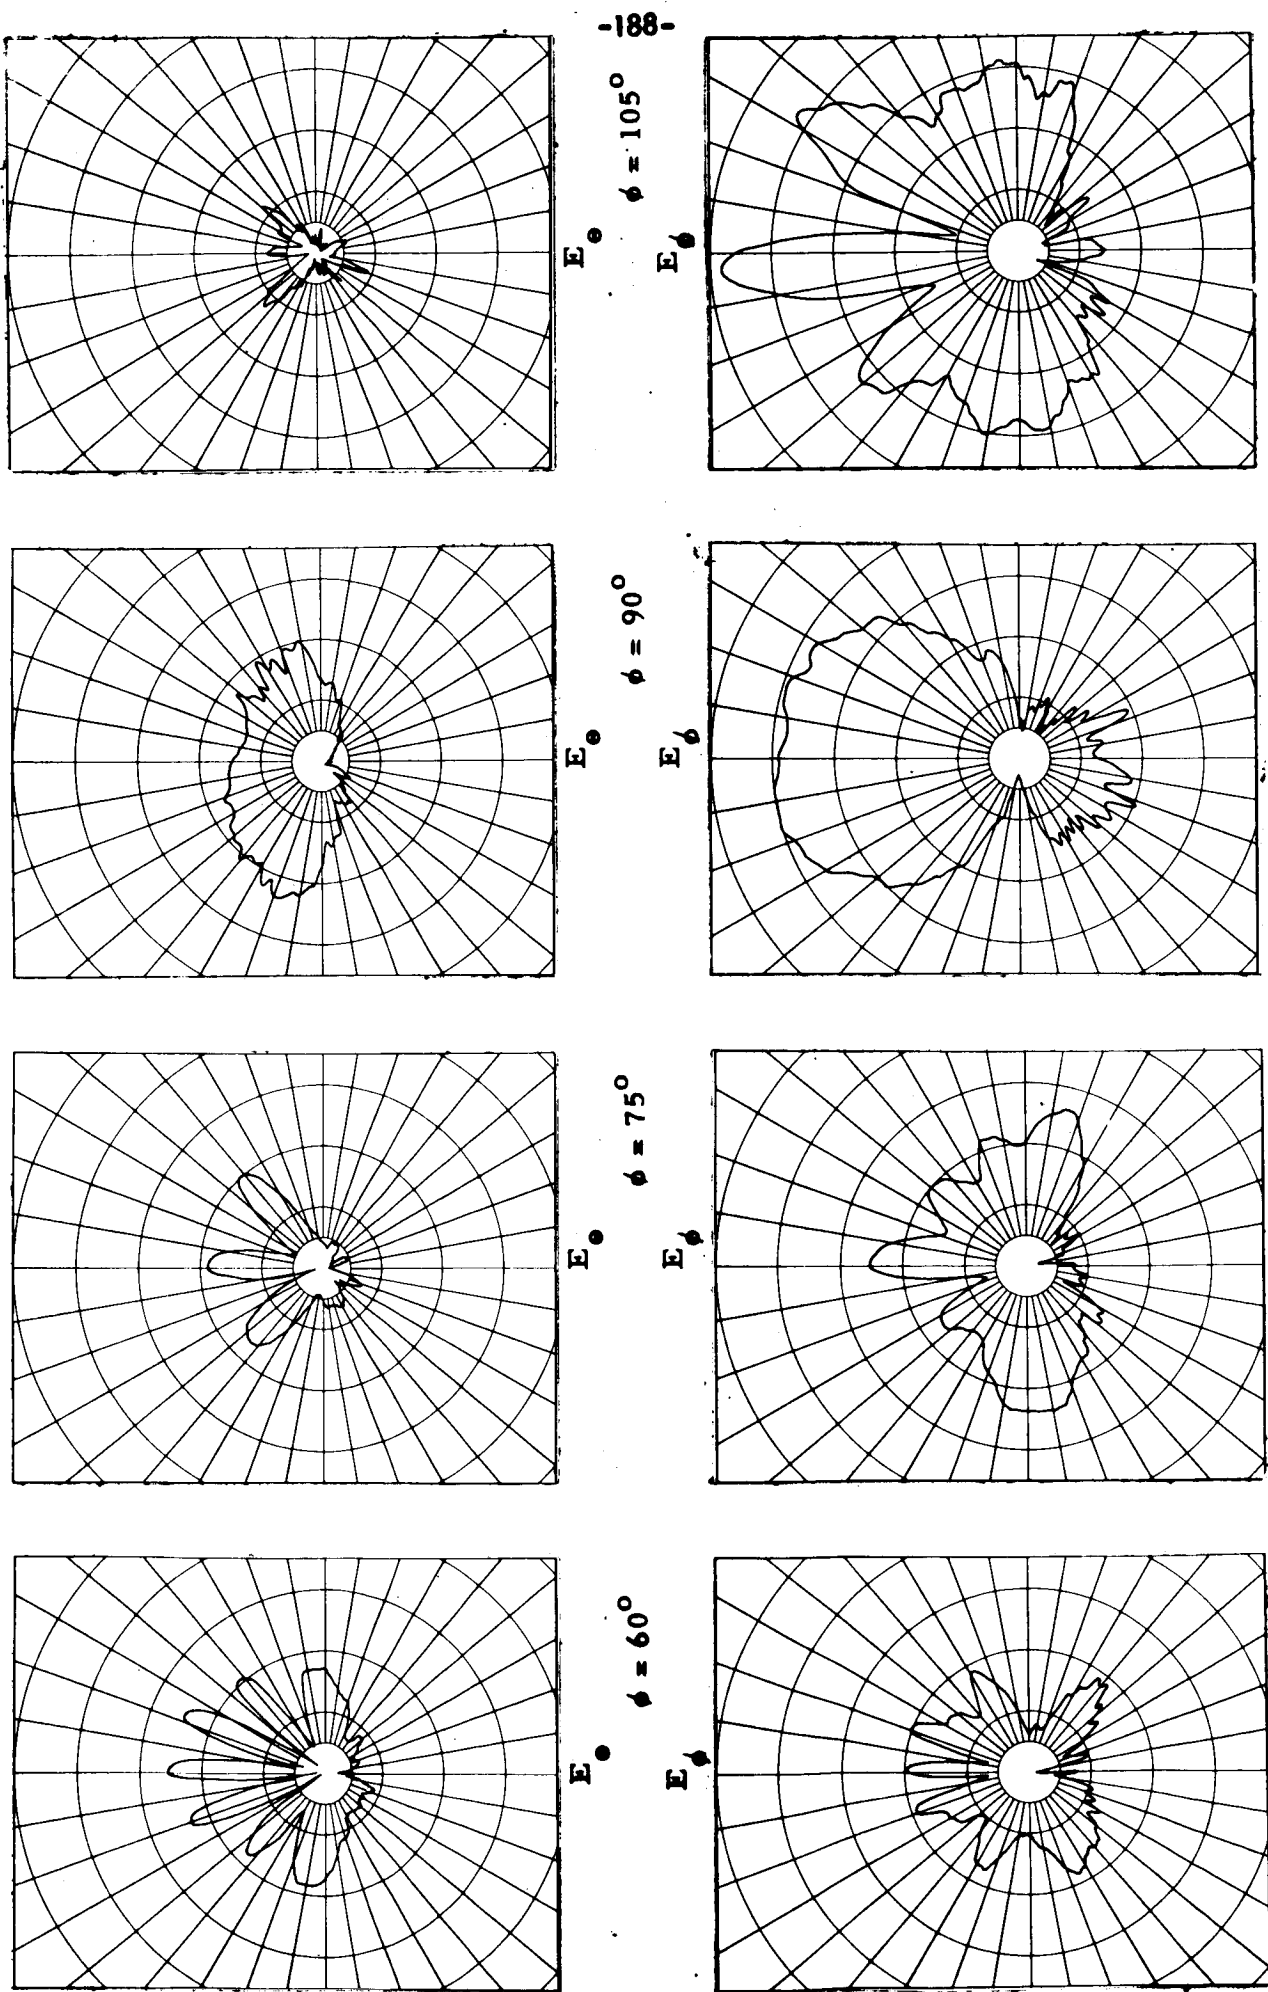 -188-
ϕ = 105°
E_θ
E_ϕ
ϕ = 90°
E_θ
E_ϕ
ϕ = 75°
E_θ
E_ϕ
ϕ = 60°
E_θ
E_ϕ